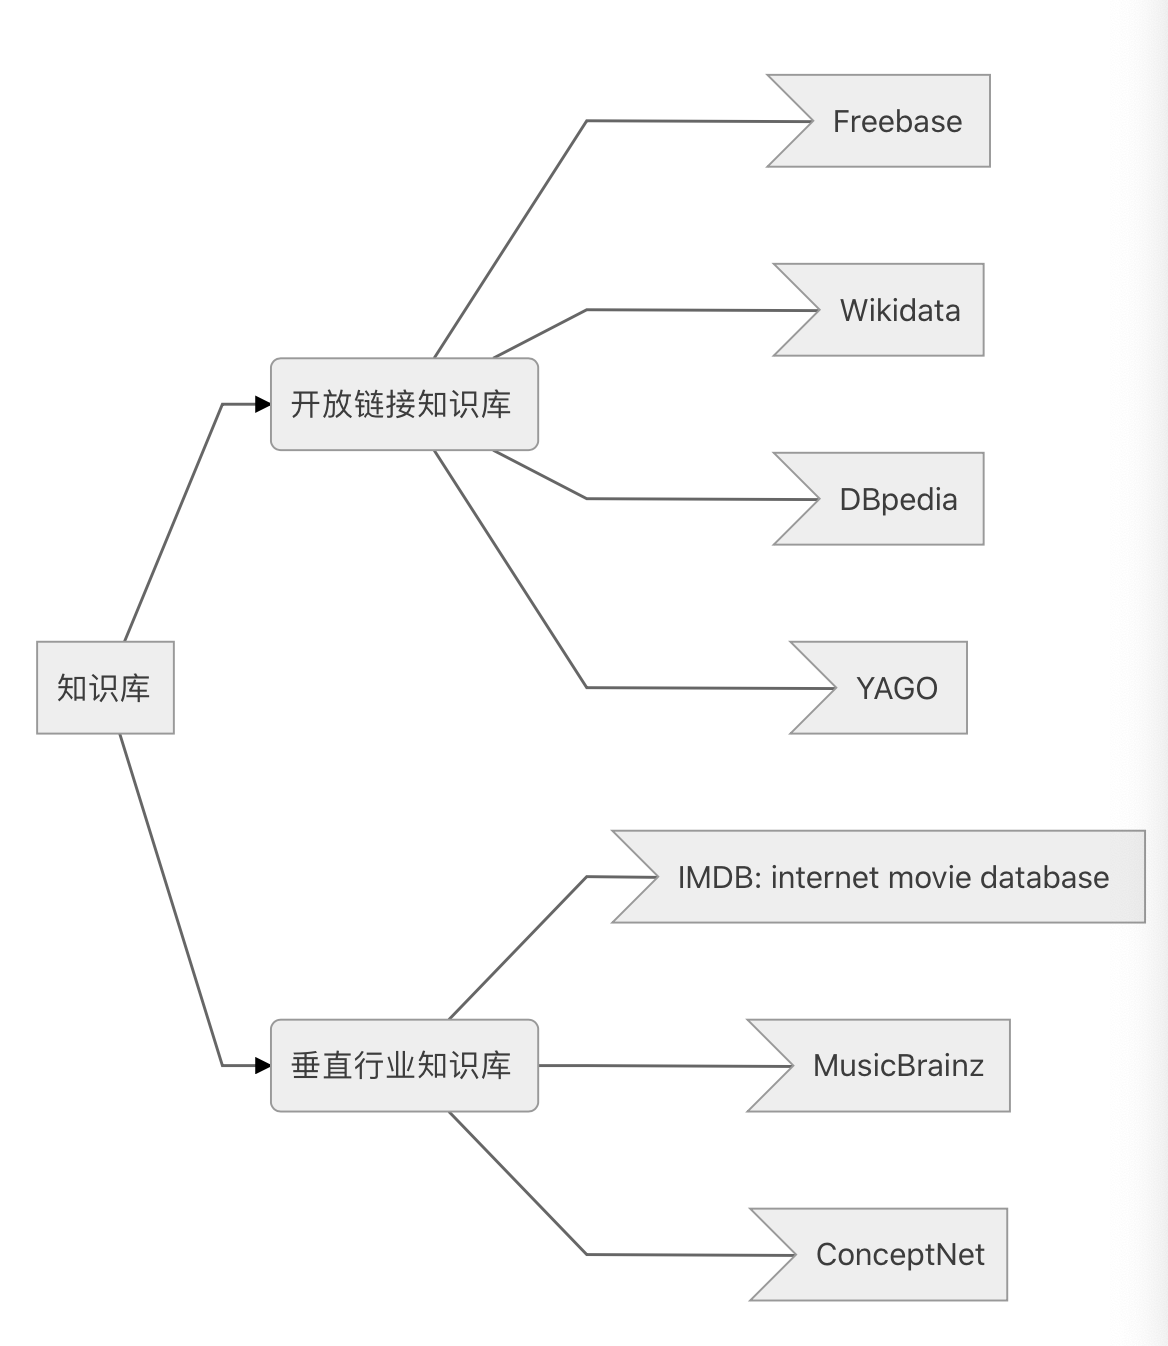 Freebase
Wikidata
开放链接知识库
DBpedia
知识库
YAGO
IMDB: internet movie database
垂直行业知识库
MusicBrainz
ConceptNet